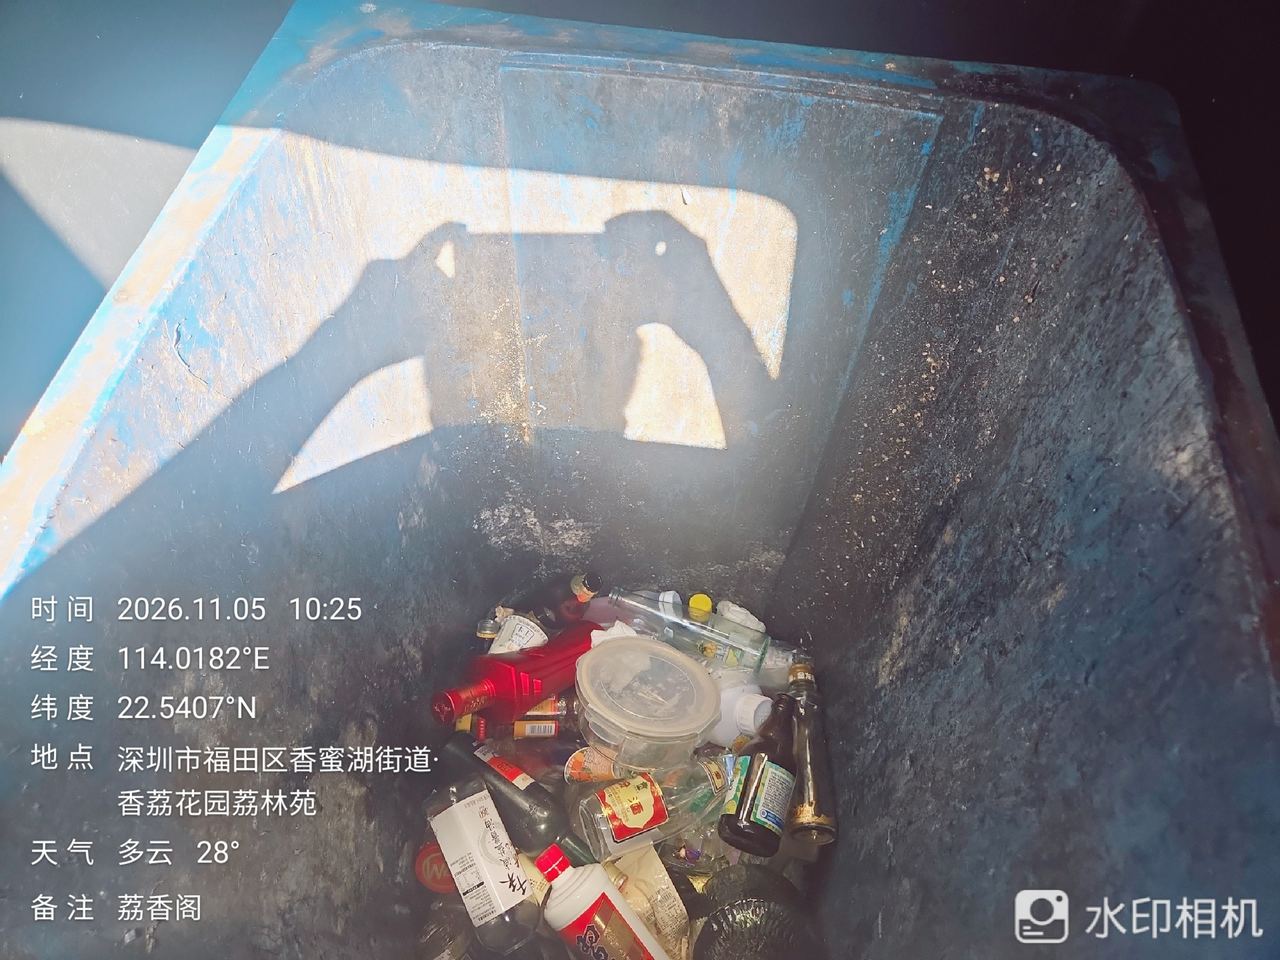 时间 2026.11.05 10:25
经度 114.0182°E
纬度 22.5407°N
地点 深圳市福田区香蜜湖街道·
香荔花园荔林苑
天气 多云 28°
备注 荔香阁
水印相机
酒